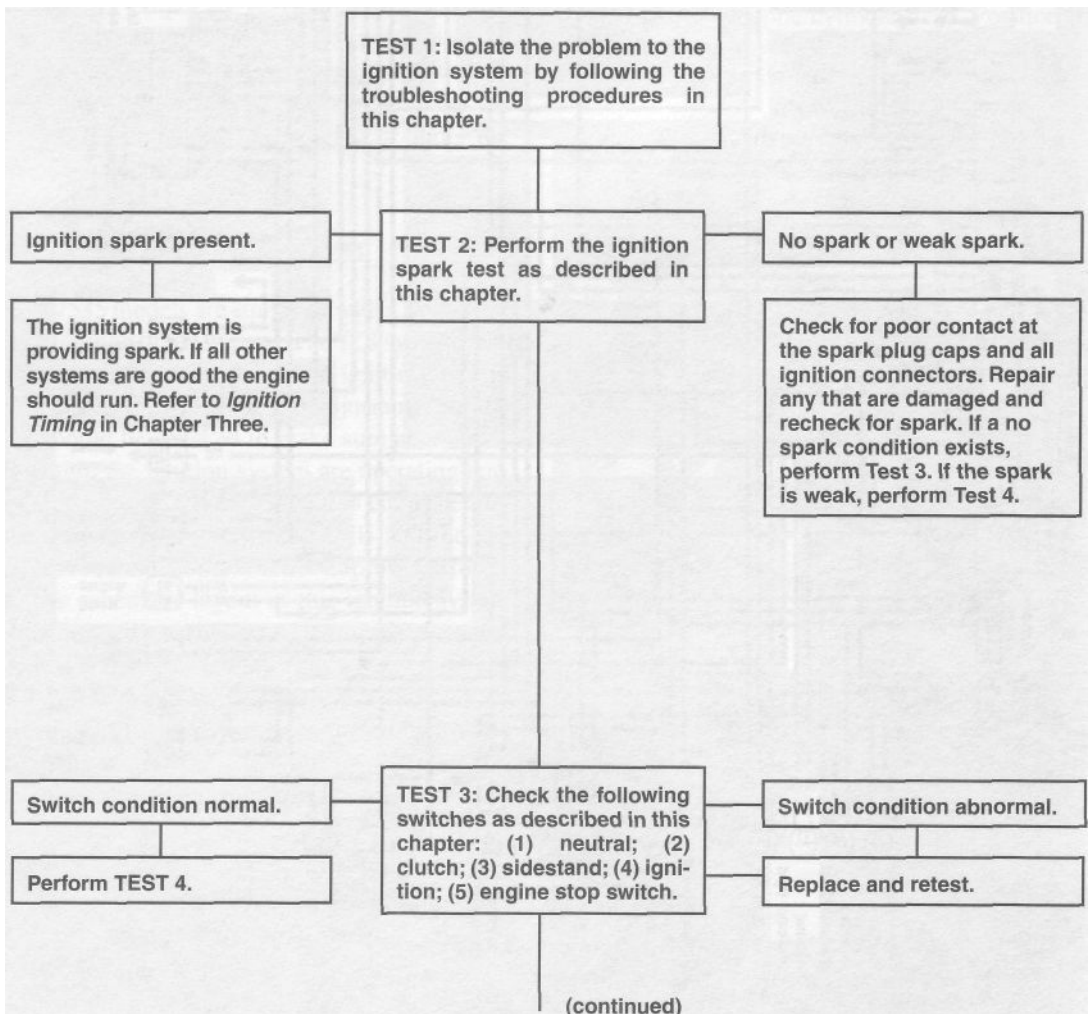 TEST 1: Isolate the problem to the
ignition system by following the
troubleshooting procedures in
this chapter.
Ignition spark present.
TEST 2: Perform the ignition
spark test as described in
this chapter.
No spark or weak spark.
The ignition system is
providing spark. If all other
systems are good the engine
should run. Refer to Ignition
Timing in Chapter Three.
Check for poor contact at
the spark plug caps and all
ignition connectors. Repair
any that are damaged and
recheck for spark. If a no
spark condition exists,
perform Test 3. If the spark
is weak, perform Test 4.
Switch condition normal.
TEST 3: Check the following
switches as described in this
chapter: (1) neutral; (2)
clutch; (3) sidestand; (4) igni-
tion; (5) engine stop switch.
Switch condition abnormal.
Perform TEST 4.
Replace and retest.
(continued)